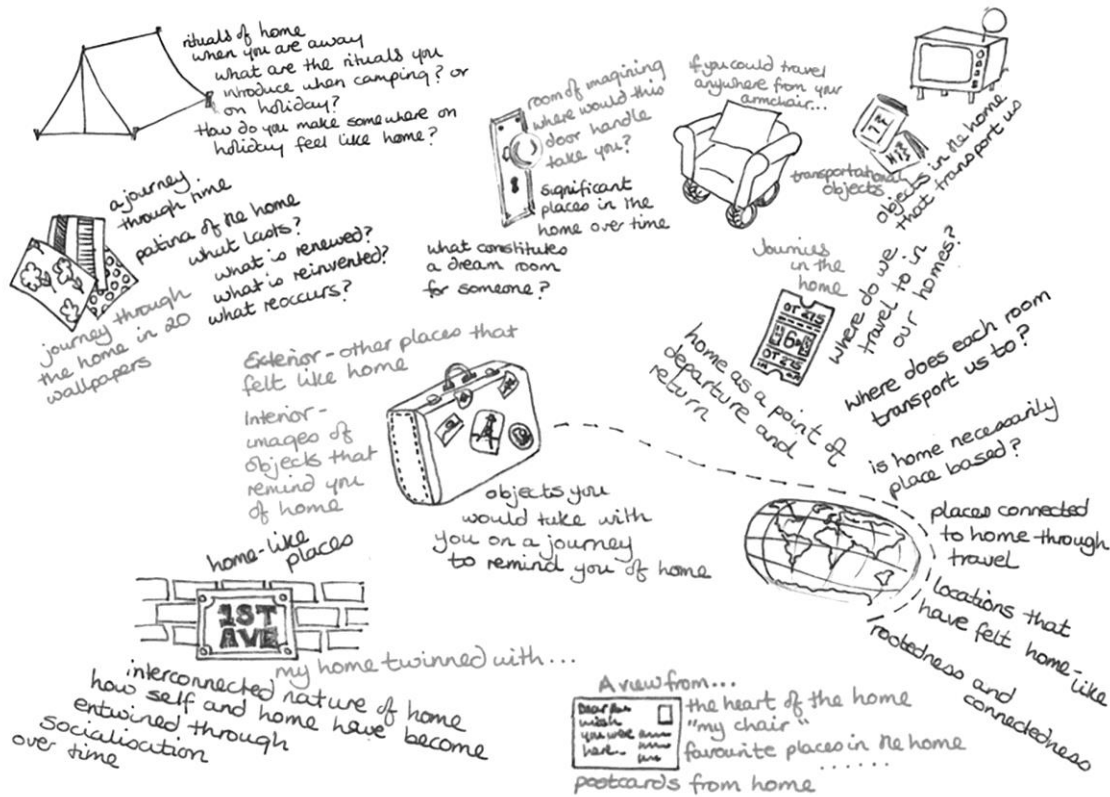 rituals of home
when you are away
what are the rituals you
introduce when camping? or
on holiday?
How do you make somewhere on
holiday feel like home?
room of imagining
where would this
door handle
take you?
significant
places in the
home over time
what constitutes
a dream room
for someone?
if you could travel
anywhere from your
armchair...
transportational
objects
objects in the home
that transport us
a journey
through time
patina of the home
what lasts?
what is renewed?
what is reinvented?
what reoccurs?
journey through
the home in 20
wallpapers
Journies
in the
home
OT 275
6
OT 275
where do we
travel to in
our homes?
home as a point of
departure and
return
where does each room
transport us to?
is home necessarily
place based?
Exterior - other places that
felt like home
Interior -
images of
objects that
remind you
of home
objects you
would take with
you on a journey
to remind you of home
places connected
to home through
travel
locations that
have felt home-like
rootedness and
connectedness
home-like
places
1ST
AVE
my home twinned with...
interconnected nature of home
how self and home have become
entwined through
socialisation
over time
A view from...
the heart of the home
"my chair"
favourite places in the home
......
Dear
wish
you were
here
postcards from home